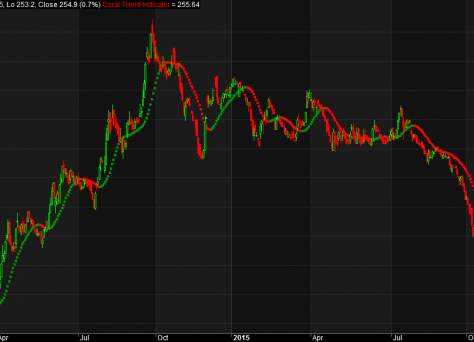 5, Lo 253.2, Close 254.9 (0.7%) Coral Trend Indicator = 255.64
Apr Jul Oct 2015 Apr Jul O